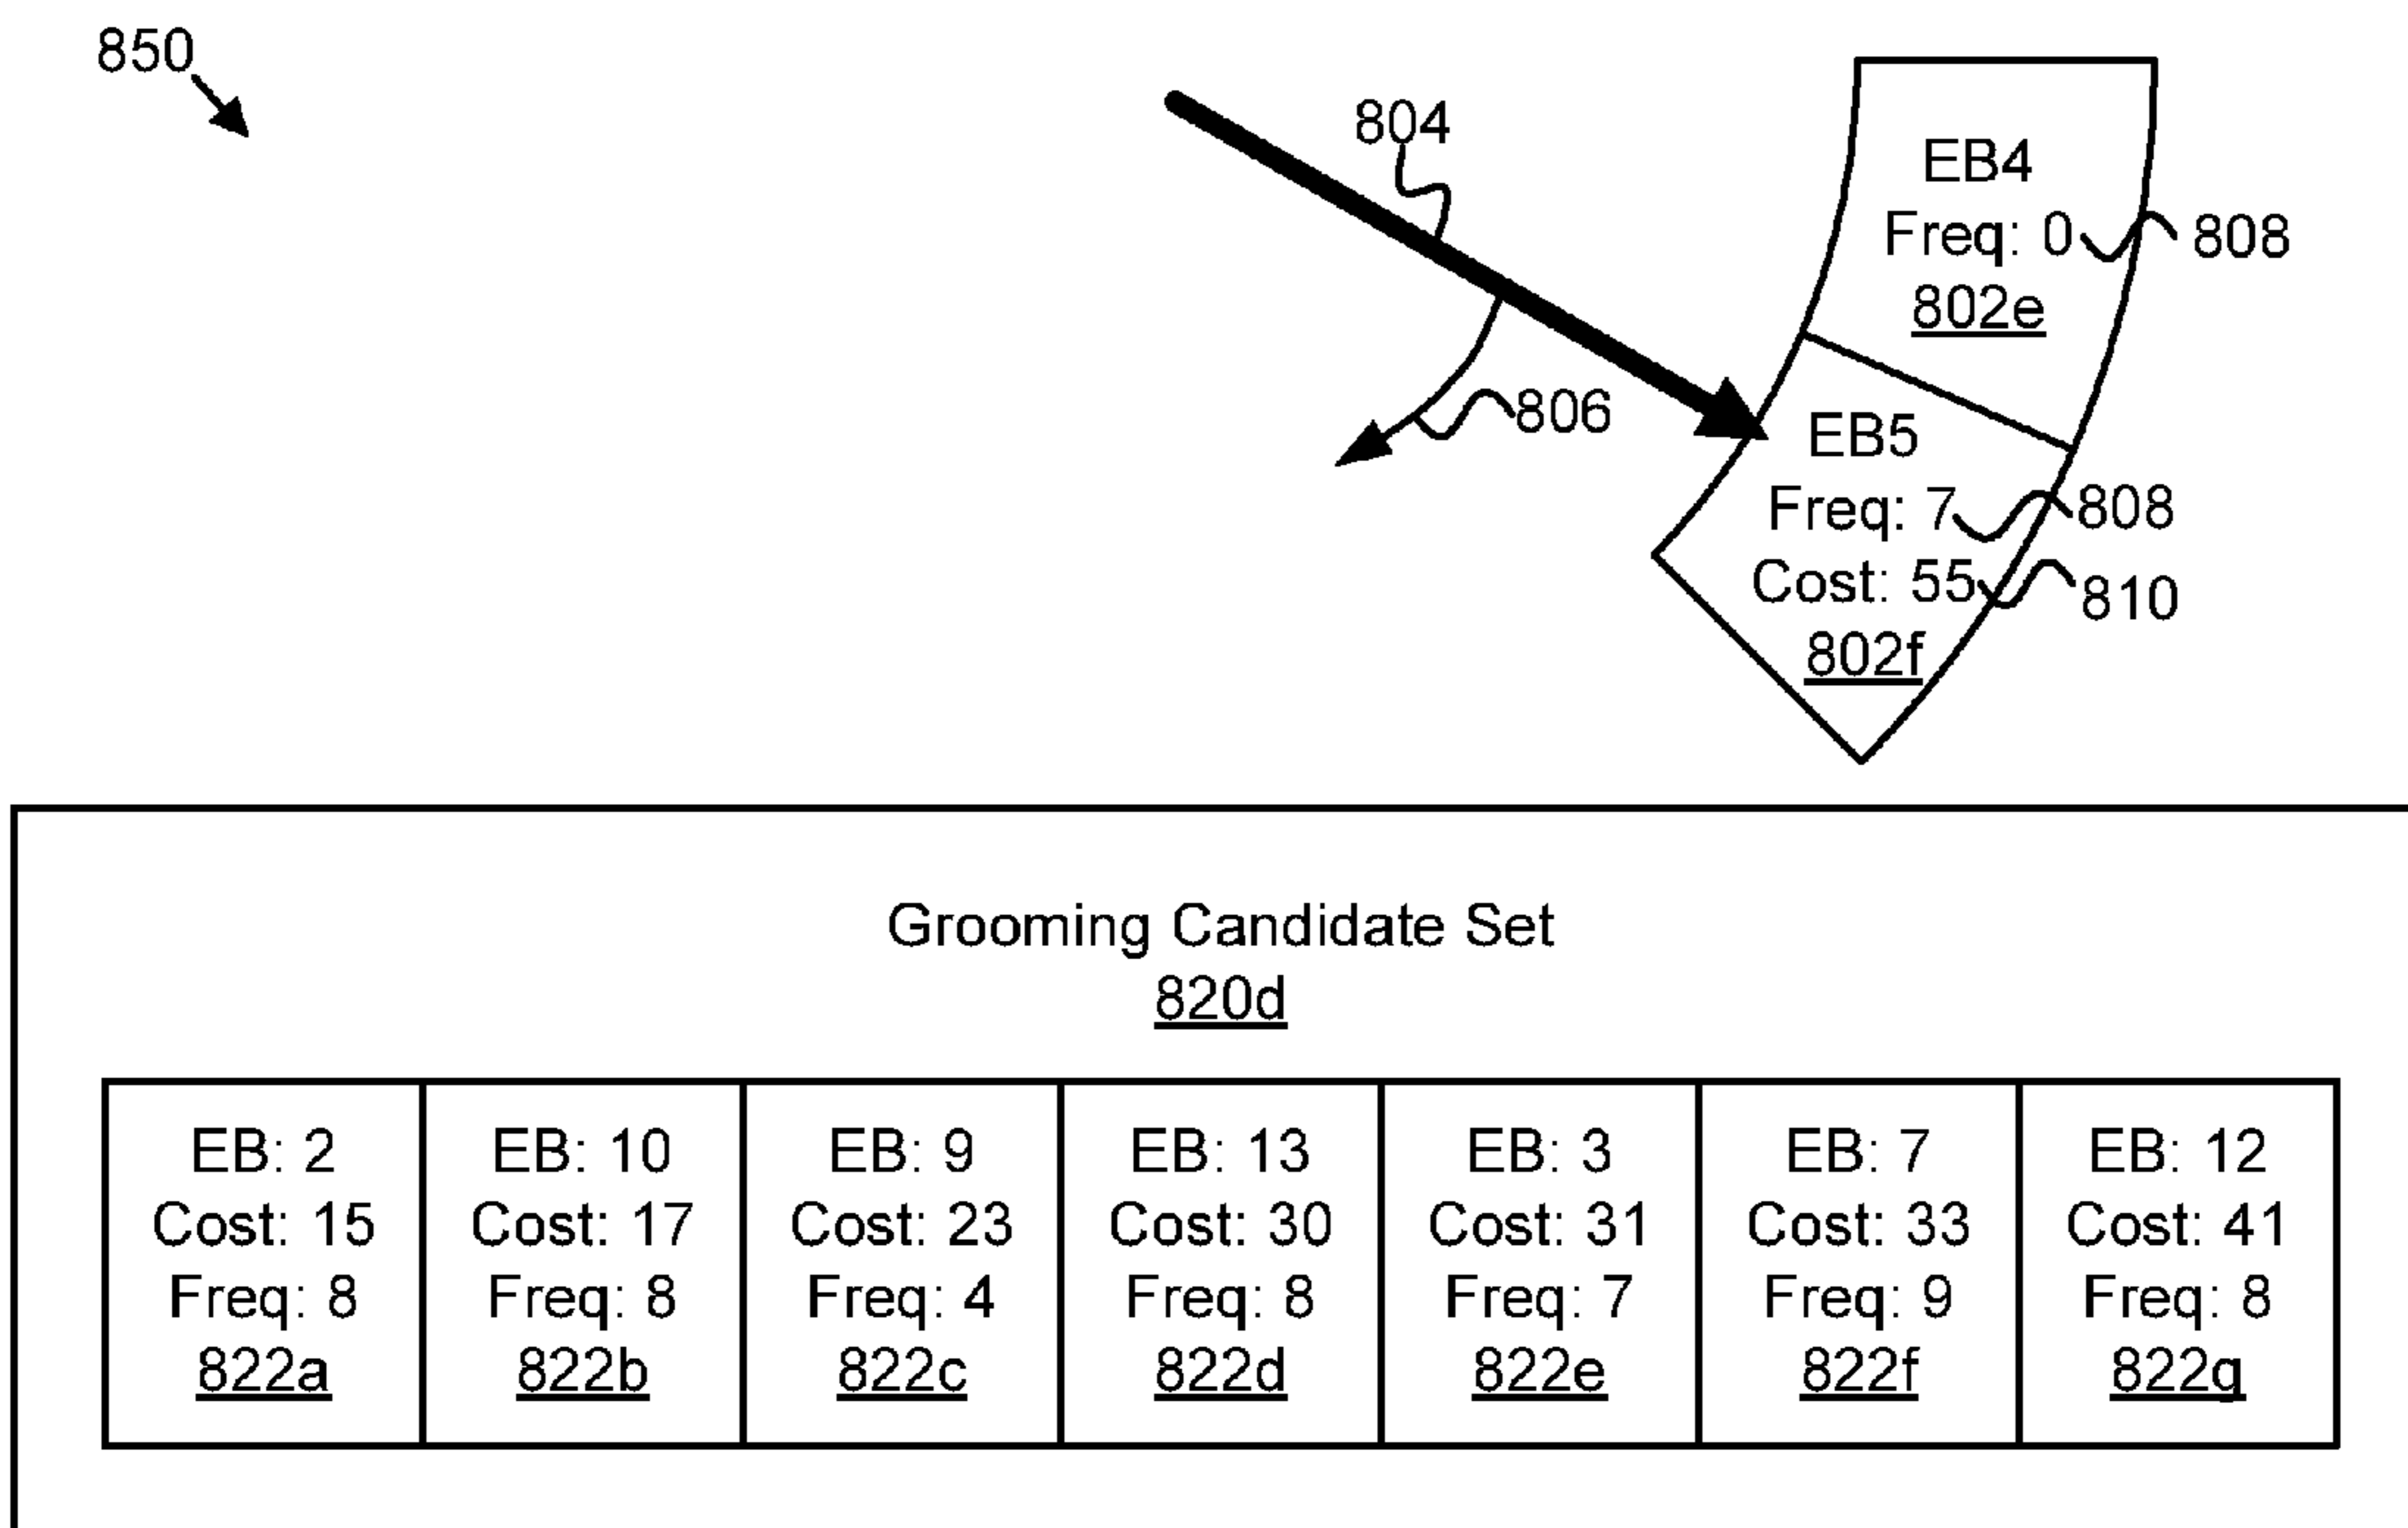 850
804
EB4
Freq: 0
808
802e
806
EB5
Freq: 7
808
Cost: 55
810
802f
Grooming Candidate Set
820d
EB: 2
Cost: 15
Freq: 8
822a
EB: 10
Cost: 17
Freq: 8
822b
EB: 9
Cost: 23
Freq: 4
822c
EB: 13
Cost: 30
Freq: 8
822d
EB: 3
Cost: 31
Freq: 7
822e
EB: 7
Cost: 33
Freq: 9
822f
EB: 12
Cost: 41
Freq: 8
822g